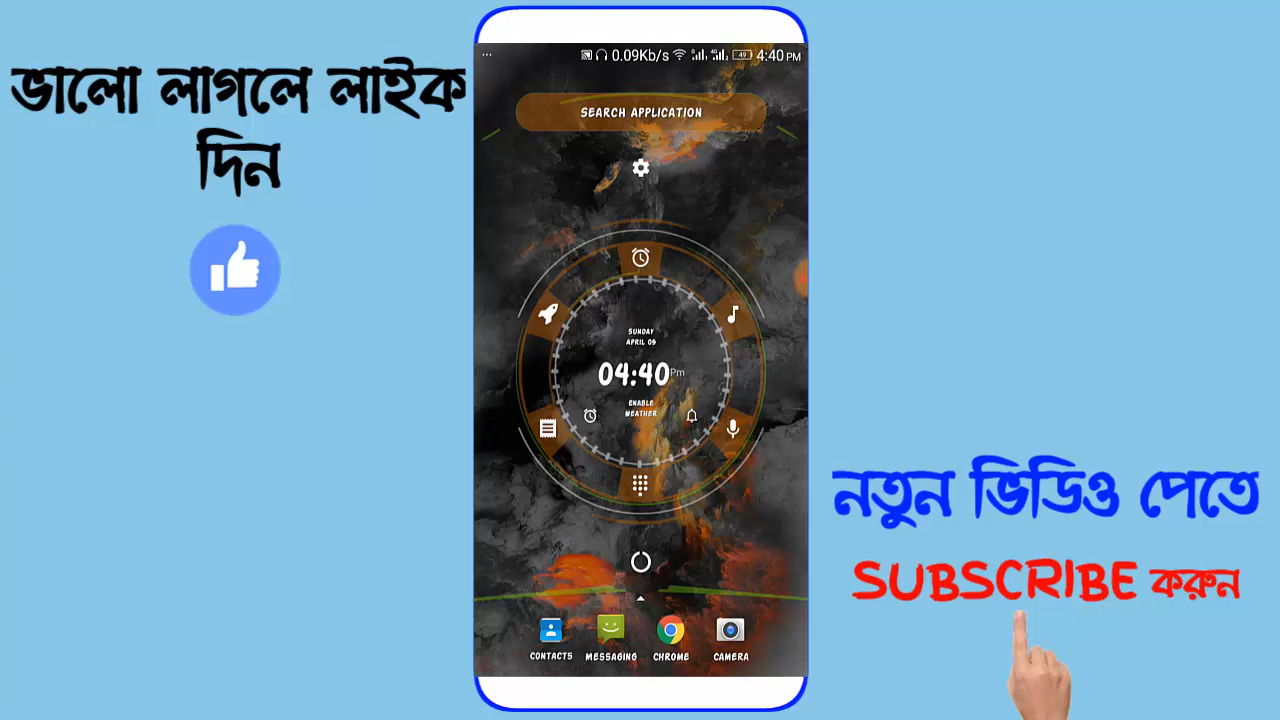 ভালো লাগলে লাইক
দিন
... 0.09Kb/s 49 4:40 PM
SEARCH APPLICATION
SUNDAY
APRIL 05
04:40 Pm
ENABLE
WEATHER
CONTACTS MESSAGING CHROME CAMERA
নতুন ভিডিও পেতে
SUBSCRIBE করুন